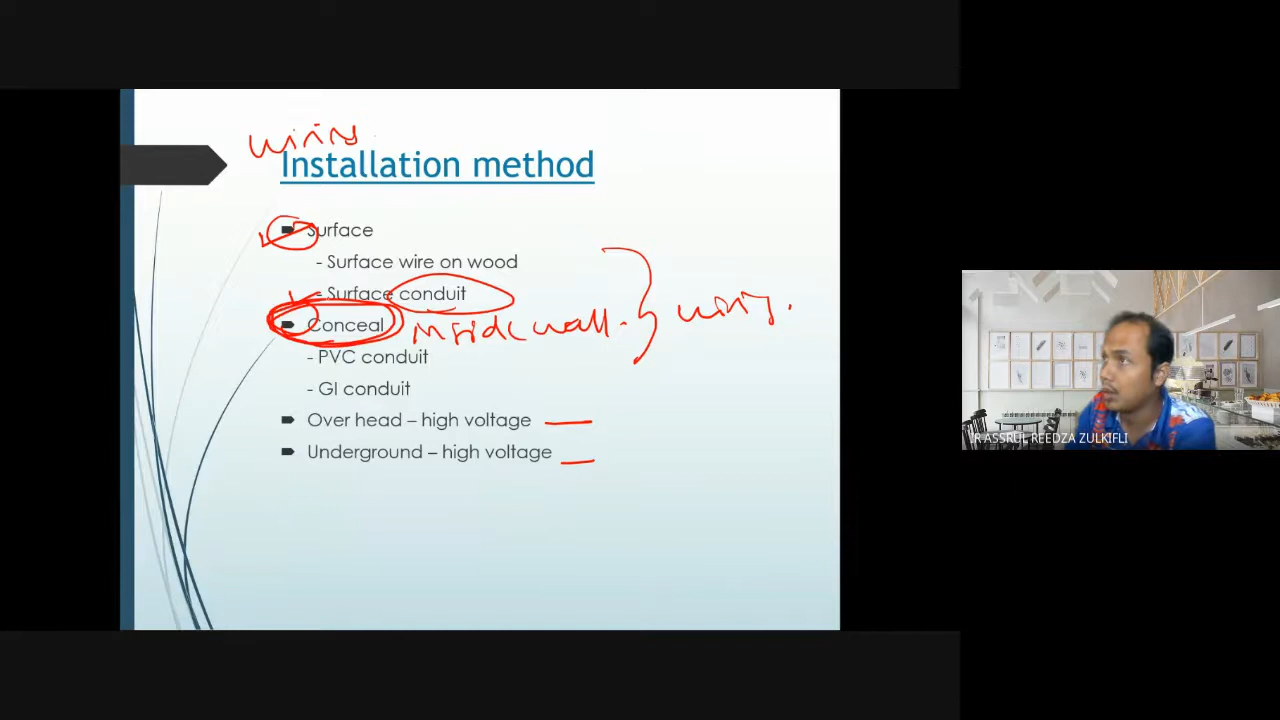 wiring
Installation method
Surface
- Surface wire on wood
- Surface conduit
Conceal inside wall.
wiring.
- PVC conduit
- GI conduit
Over head – high voltage
Underground – high voltage
R ASSRUL REEDZA ZULKIFLI